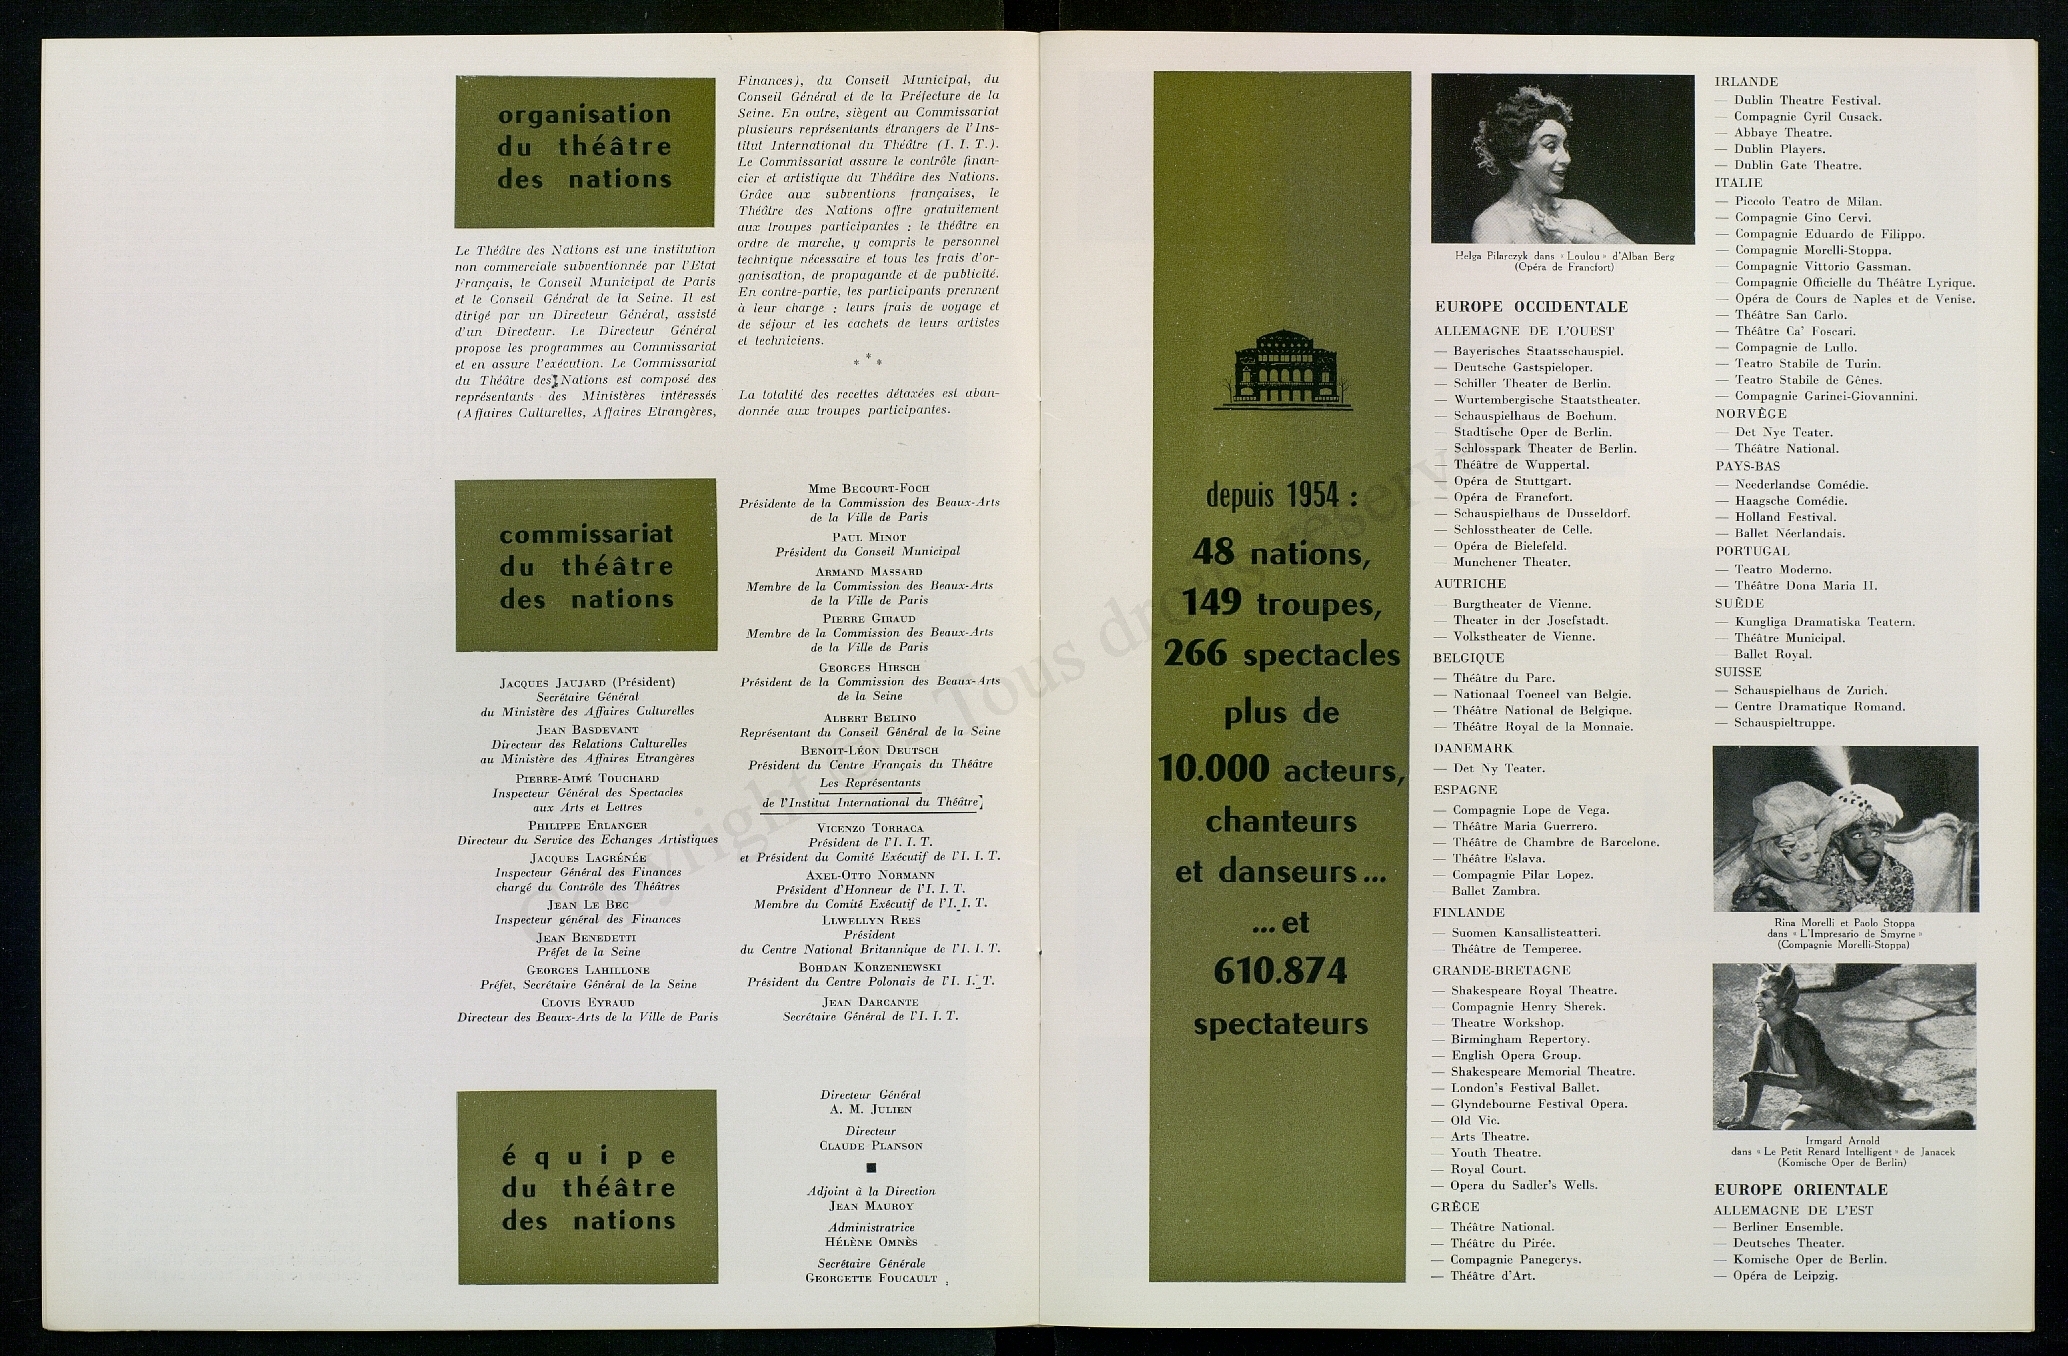 organisation
du théâtre
des nations
Le Théâtre des Nations est une institution
non commerciale subventionnée par l'Etat
Français, le Conseil Municipal de Paris
et le Conseil Général de la Seine. Il est
dirigé par un Directeur Général, assisté
d'un Directeur. Le Directeur Général
propose les programmes au Commissariat
et en assure l'exécution. Le Commissariat
du Théâtre des Nations est composé des
représentants des Ministères intéressés
(Affaires Culturelles, Affaires Etrangères,
Finances), du Conseil Municipal, du
Conseil Général et de la Préfecture de la
Seine. En outre, siègent au Commissariat
plusieurs représentants étrangers de l'Ins-
titut International du Théâtre (I. I. T.).
Le Commissariat assure le contrôle finan-
cier et artistique du Théâtre des Nations.
Grâce aux subventions françaises, le
Théâtre des Nations offre gratuitement
aux troupes participantes : le théâtre en
ordre de marche, y compris le personnel
technique nécessaire et tous les frais d'or-
ganisation, de propagande et de publicité.
En contre-partie, les participants prennent
à leur charge : leurs frais de voyage et
de séjour et les cachets de leurs artistes
et techniciens.
* * *
La totalité des recettes détaxées est aban-
donnée aux troupes participantes.
commissariat
du théâtre
des nations
JACQUES JAUJARD (Président)
Secrétaire Général
du Ministère des Affaires Culturelles
JEAN BASDEVANT
Directeur des Relations Culturelles
au Ministère des Affaires Etrangères
PIERRE-AIMÉ TOUCHARD
Inspecteur Général des Spectacles
aux Arts et Lettres
PHILIPPE ERLANGER
Directeur du Service des Echanges Artistiques
JACQUES LAGRÉNÉE
Inspecteur Général des Finances
chargé du Contrôle des Théâtres
JEAN LE BEC
Inspecteur général des Finances
JEAN BENEDETTI
Préfet de la Seine
GEORGES LAHILLONE
Préfet, Secrétaire Général de la Seine
CLOVIS EYRAUD
Directeur des Beaux-Arts de la Ville de Paris
Mme BECOURT-FOCH
Présidente de la Commission des Beaux-Arts
de la Ville de Paris
PAUL MINOT
Président du Conseil Municipal
ARMAND MASSARD
Membre de la Commission des Beaux-Arts
de la Ville de Paris
PIERRE GIRAUD
Membre de la Commission des Beaux-Arts
de la Ville de Paris
GEORGES HIRSCH
Président de la Commission des Beaux-Arts
de la Seine
ALBERT BELINO
Représentant du Conseil Général de la Seine
BENOIT-LÉON DEUTSCH
Président du Centre Français du Théâtre
Les Représentants
de l'Institut International du Théâtre
VICENZO TORRACA
Président de l'I. I. T.
et Président du Comité Exécutif de l'I. I. T.
AXEL-OTTO NORMANN
Président d'Honneur de l'I. I. T.
Membre du Comité Exécutif de l'I. I. T.
LLWELLYN REES
Président
du Centre National Britannique de l'I. I. T.
BOHDAN KORZENIEWSKI
Président du Centre Polonais de l'I. I. T.
JEAN DARCANTE
Secrétaire Général de l'I. I. T.
équipe
du théâtre
des nations
Directeur Général
A. M. JULIEN
Directeur
CLAUDE PLANSON
Adjoint à la Direction
JEAN MAUROY
Administratrice
HÉLÈNE OMNÈS
Secrétaire Générale
GEORGETTE FOUCAULT
depuis 1954 :
48 nations,
149 troupes,
266 spectacles
plus de
10.000 acteurs,
chanteurs
et danseurs...
...et
610.874
spectateurs
Helga Pilarczyk dans « Loulou » d'Alban Berg
(Opéra de Francfort)
EUROPE OCCIDENTALE
ALLEMAGNE DE L'OUEST
— Bayerisches Staatsschauspiel.
— Deutsche Gastspieloper.
— Schiller Theater de Berlin.
— Wurtembergische Staatstheater.
— Schauspielhaus de Bochum.
— Stadtische Oper de Berlin.
— Schlosspark Theater de Berlin.
— Théâtre de Wuppertal.
— Opéra de Stuttgart.
— Opéra de Francfort.
— Schauspielhaus de Dusseldorf.
— Schlosstheater de Celle.
— Opéra de Bielefeld.
— Munchener Theater.
AUTRICHE
— Burgtheater de Vienne.
— Theater in der Josefstadt.
— Volkstheater de Vienne.
BELGIQUE
— Théâtre du Parc.
— Nationaal Toeneel van Belgie.
— Théâtre National de Belgique.
— Théâtre Royal de la Monnaie.
DANEMARK
— Det Ny Teater.
ESPAGNE
— Compagnie Lope de Vega.
— Théâtre Maria Guerrero.
— Théâtre de Chambre de Barcelone.
— Théâtre Eslava.
— Compagnie Pilar Lopez.
— Ballet Zambra.
FINLANDE
— Suomen Kansallisteatteri.
— Théâtre de Temperee.
GRANDE-BRETAGNE
— Shakespeare Royal Theatre.
— Compagnie Henry Sherek.
— Theatre Workshop.
— Birmingham Repertory.
— English Opera Group.
— Shakespeare Memorial Theatre.
— London's Festival Ballet.
— Glyndebourne Festival Opera.
— Old Vic.
— Arts Theatre.
— Youth Theatre.
— Royal Court.
— Opera du Sadler's Wells.
GRÈCE
— Théâtre National.
— Théâtre du Pirée.
— Compagnie Panegerys.
— Théâtre d'Art.
IRLANDE
— Dublin Theatre Festival.
— Compagnie Cyril Cusack.
— Abbaye Theatre.
— Dublin Players.
— Dublin Gate Theatre.
ITALIE
— Piccolo Teatro de Milan.
— Compagnie Gino Cervi.
— Compagnie Eduardo de Filippo.
— Compagnie Morelli-Stoppa.
— Compagnie Vittorio Gassman.
— Compagnie Officielle du Théâtre Lyrique.
— Opéra de Cours de Naples et de Venise.
— Théâtre San Carlo.
— Théâtre Ca' Foscari.
— Compagnie de Lullo.
— Teatro Stabile de Turin.
— Teatro Stabile de Gênes.
— Compagnie Garinei-Giovannini.
NORVÈGE
— Det Nye Teater.
— Théâtre National.
PAYS-BAS
— Neederlandse Comédie.
— Haagsche Comédie.
— Holland Festival.
— Ballet Néerlandais.
PORTUGAL
— Teatro Moderno.
— Théâtre Dona Maria II.
SUÈDE
— Kungliga Dramatiska Teatern.
— Théâtre Municipal.
— Ballet Royal.
SUISSE
— Schauspielhaus de Zurich.
— Centre Dramatique Romand.
— Schauspieltruppe.
Rina Morelli et Paolo Stoppa
dans « L'Impresario de Smyrne »
(Compagnie Morelli-Stoppa)
Irmgard Arnold
dans « Le Petit Renard Intelligent » de Janacek
(Komische Oper de Berlin)
EUROPE ORIENTALE
ALLEMAGNE DE L'EST
— Berliner Ensemble.
— Deutsches Theater.
— Komische Oper de Berlin.
— Opéra de Leipzig.
Copyright - Tous droits réservés